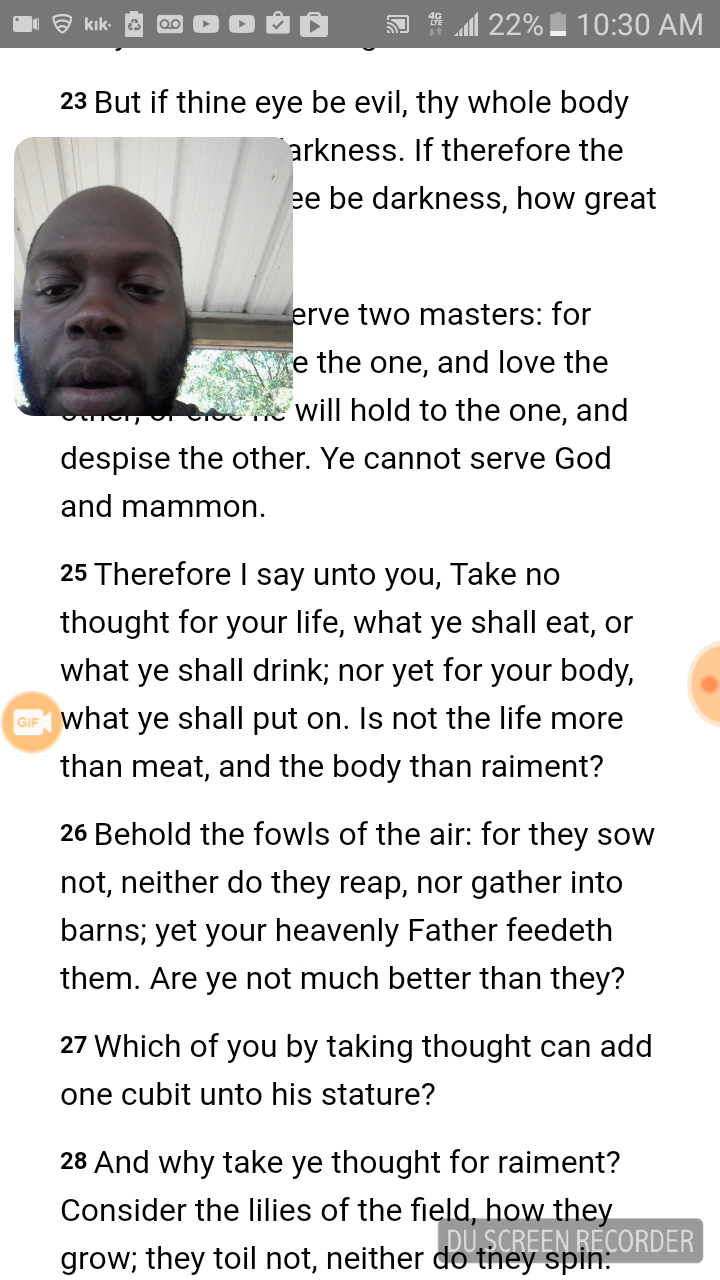 kik 4G LTE 22% 10:30 AM
23 But if thine eye be evil, thy whole body
arkness. If therefore the
ee be darkness, how great
erve two masters: for
e the one, and love the
other, or else he will hold to the one, and
despise the other. Ye cannot serve God
and mammon.
25 Therefore I say unto you, Take no
thought for your life, what ye shall eat, or
what ye shall drink; nor yet for your body,
GIF what ye shall put on. Is not the life more
than meat, and the body than raiment?
26 Behold the fowls of the air: for they sow
not, neither do they reap, nor gather into
barns; yet your heavenly Father feedeth
them. Are ye not much better than they?
27 Which of you by taking thought can add
one cubit unto his stature?
28 And why take ye thought for raiment?
Consider the lilies of the field, how they
DU SCREEN RECORDER
grow; they toil not, neither do they spin: